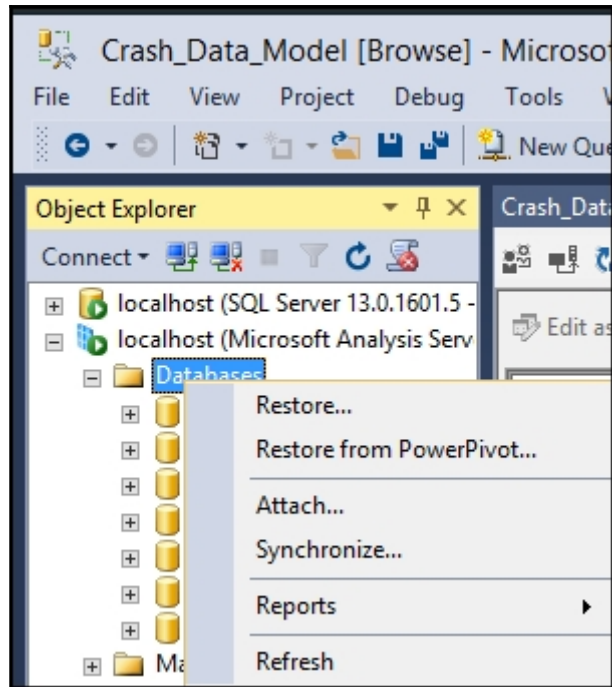 Crash_Data_Model [Browse] - Microsof
File Edit View Project Debug Tools
New Que
Object Explorer
Crash_Data
Connect
localhost (SQL Server 13.0.1601.5 -
localhost (Microsoft Analysis Serv
Edit as
Databases
Restore...
Restore from PowerPivot...
Attach...
Synchronize...
Reports
Ma
Refresh